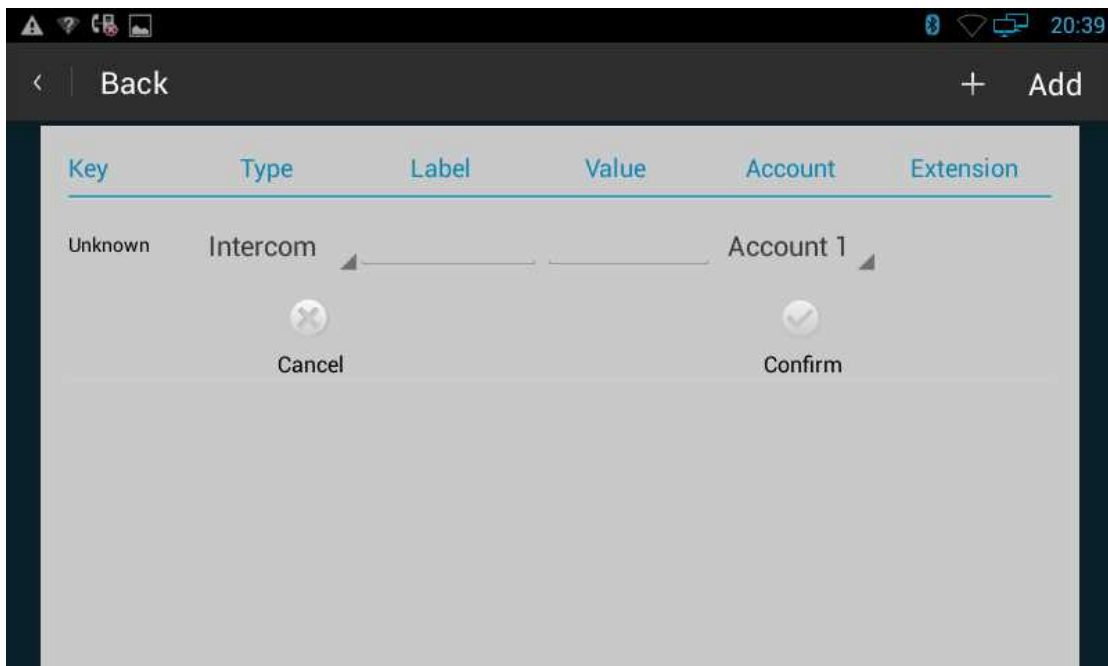 20:39
Back Add
Key Type Label Value Account Extension
Unknown Intercom Account 1
Cancel Confirm